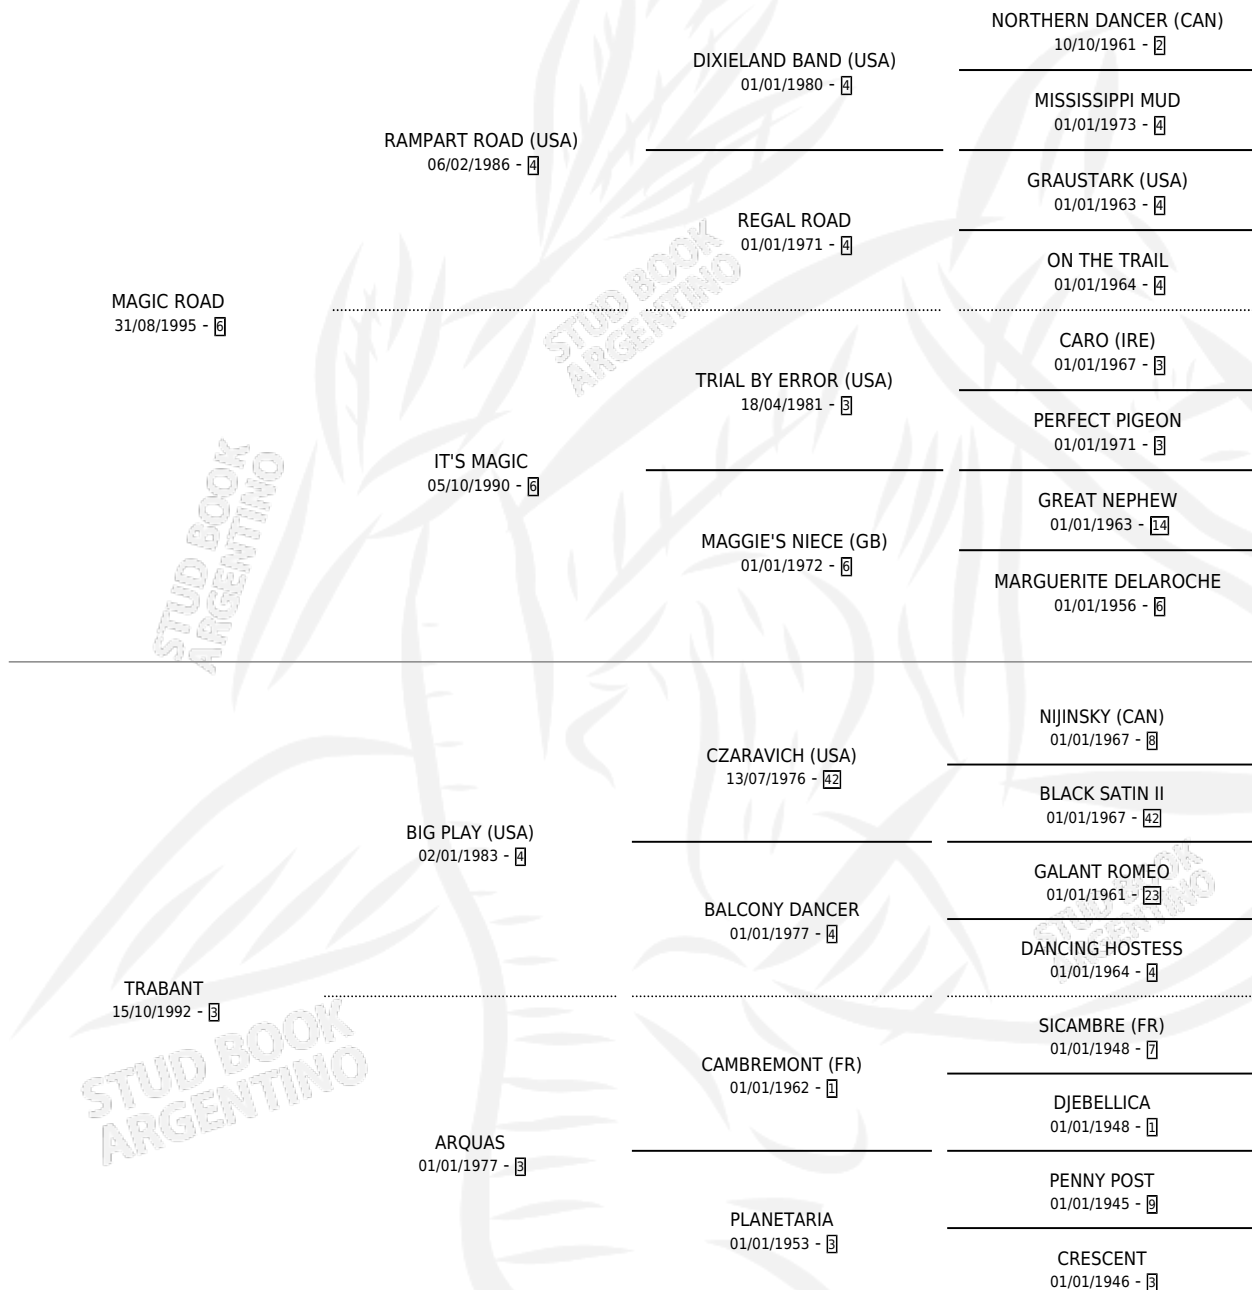 NORTHERN DANCER (CAN)
10/10/1961 - 2
DIXIELAND BAND (USA)
01/01/1980 - 4
MISSISSIPPI MUD
01/01/1973 - 4
RAMPART ROAD (USA)
06/02/1986 - 4
GRAUSTARK (USA)
01/01/1963 - 4
REGAL ROAD
01/01/1971 - 4
ON THE TRAIL
01/01/1964 - 4
MAGIC ROAD
31/08/1995 - 6
CARO (IRE)
01/01/1967 - 3
TRIAL BY ERROR (USA)
18/04/1981 - 3
PERFECT PIGEON
01/01/1971 - 3
IT'S MAGIC
05/10/1990 - 6
GREAT NEPHEW
01/01/1963 - 14
MAGGIE'S NIECE (GB)
01/01/1972 - 6
MARGUERITE DELAROCHE
01/01/1956 - 6
NIJINSKY (CAN)
01/01/1967 - 8
CZARAVICH (USA)
13/07/1976 - 42
BLACK SATIN II
01/01/1967 - 42
BIG PLAY (USA)
02/01/1983 - 4
GALANT ROMEO
01/01/1961 - 23
BALCONY DANCER
01/01/1977 - 4
DANCING HOSTESS
01/01/1964 - 4
TRABANT
15/10/1992 - 3
SICAMBRE (FR)
01/01/1948 - 7
CAMBREMONT (FR)
01/01/1962 - 1
DJEBELLICA
01/01/1948 - 1
ARQUAS
01/01/1977 - 3
PENNY POST
01/01/1945 - 9
PLANETARIA
01/01/1953 - 3
CRESCENT
01/01/1946 - 3
STUD BOOK
ARGENTINO
STUD BOOK
ARGENTINO
STUD BOOK
ARGENTINO
STUD BOOK
ARGENTINO